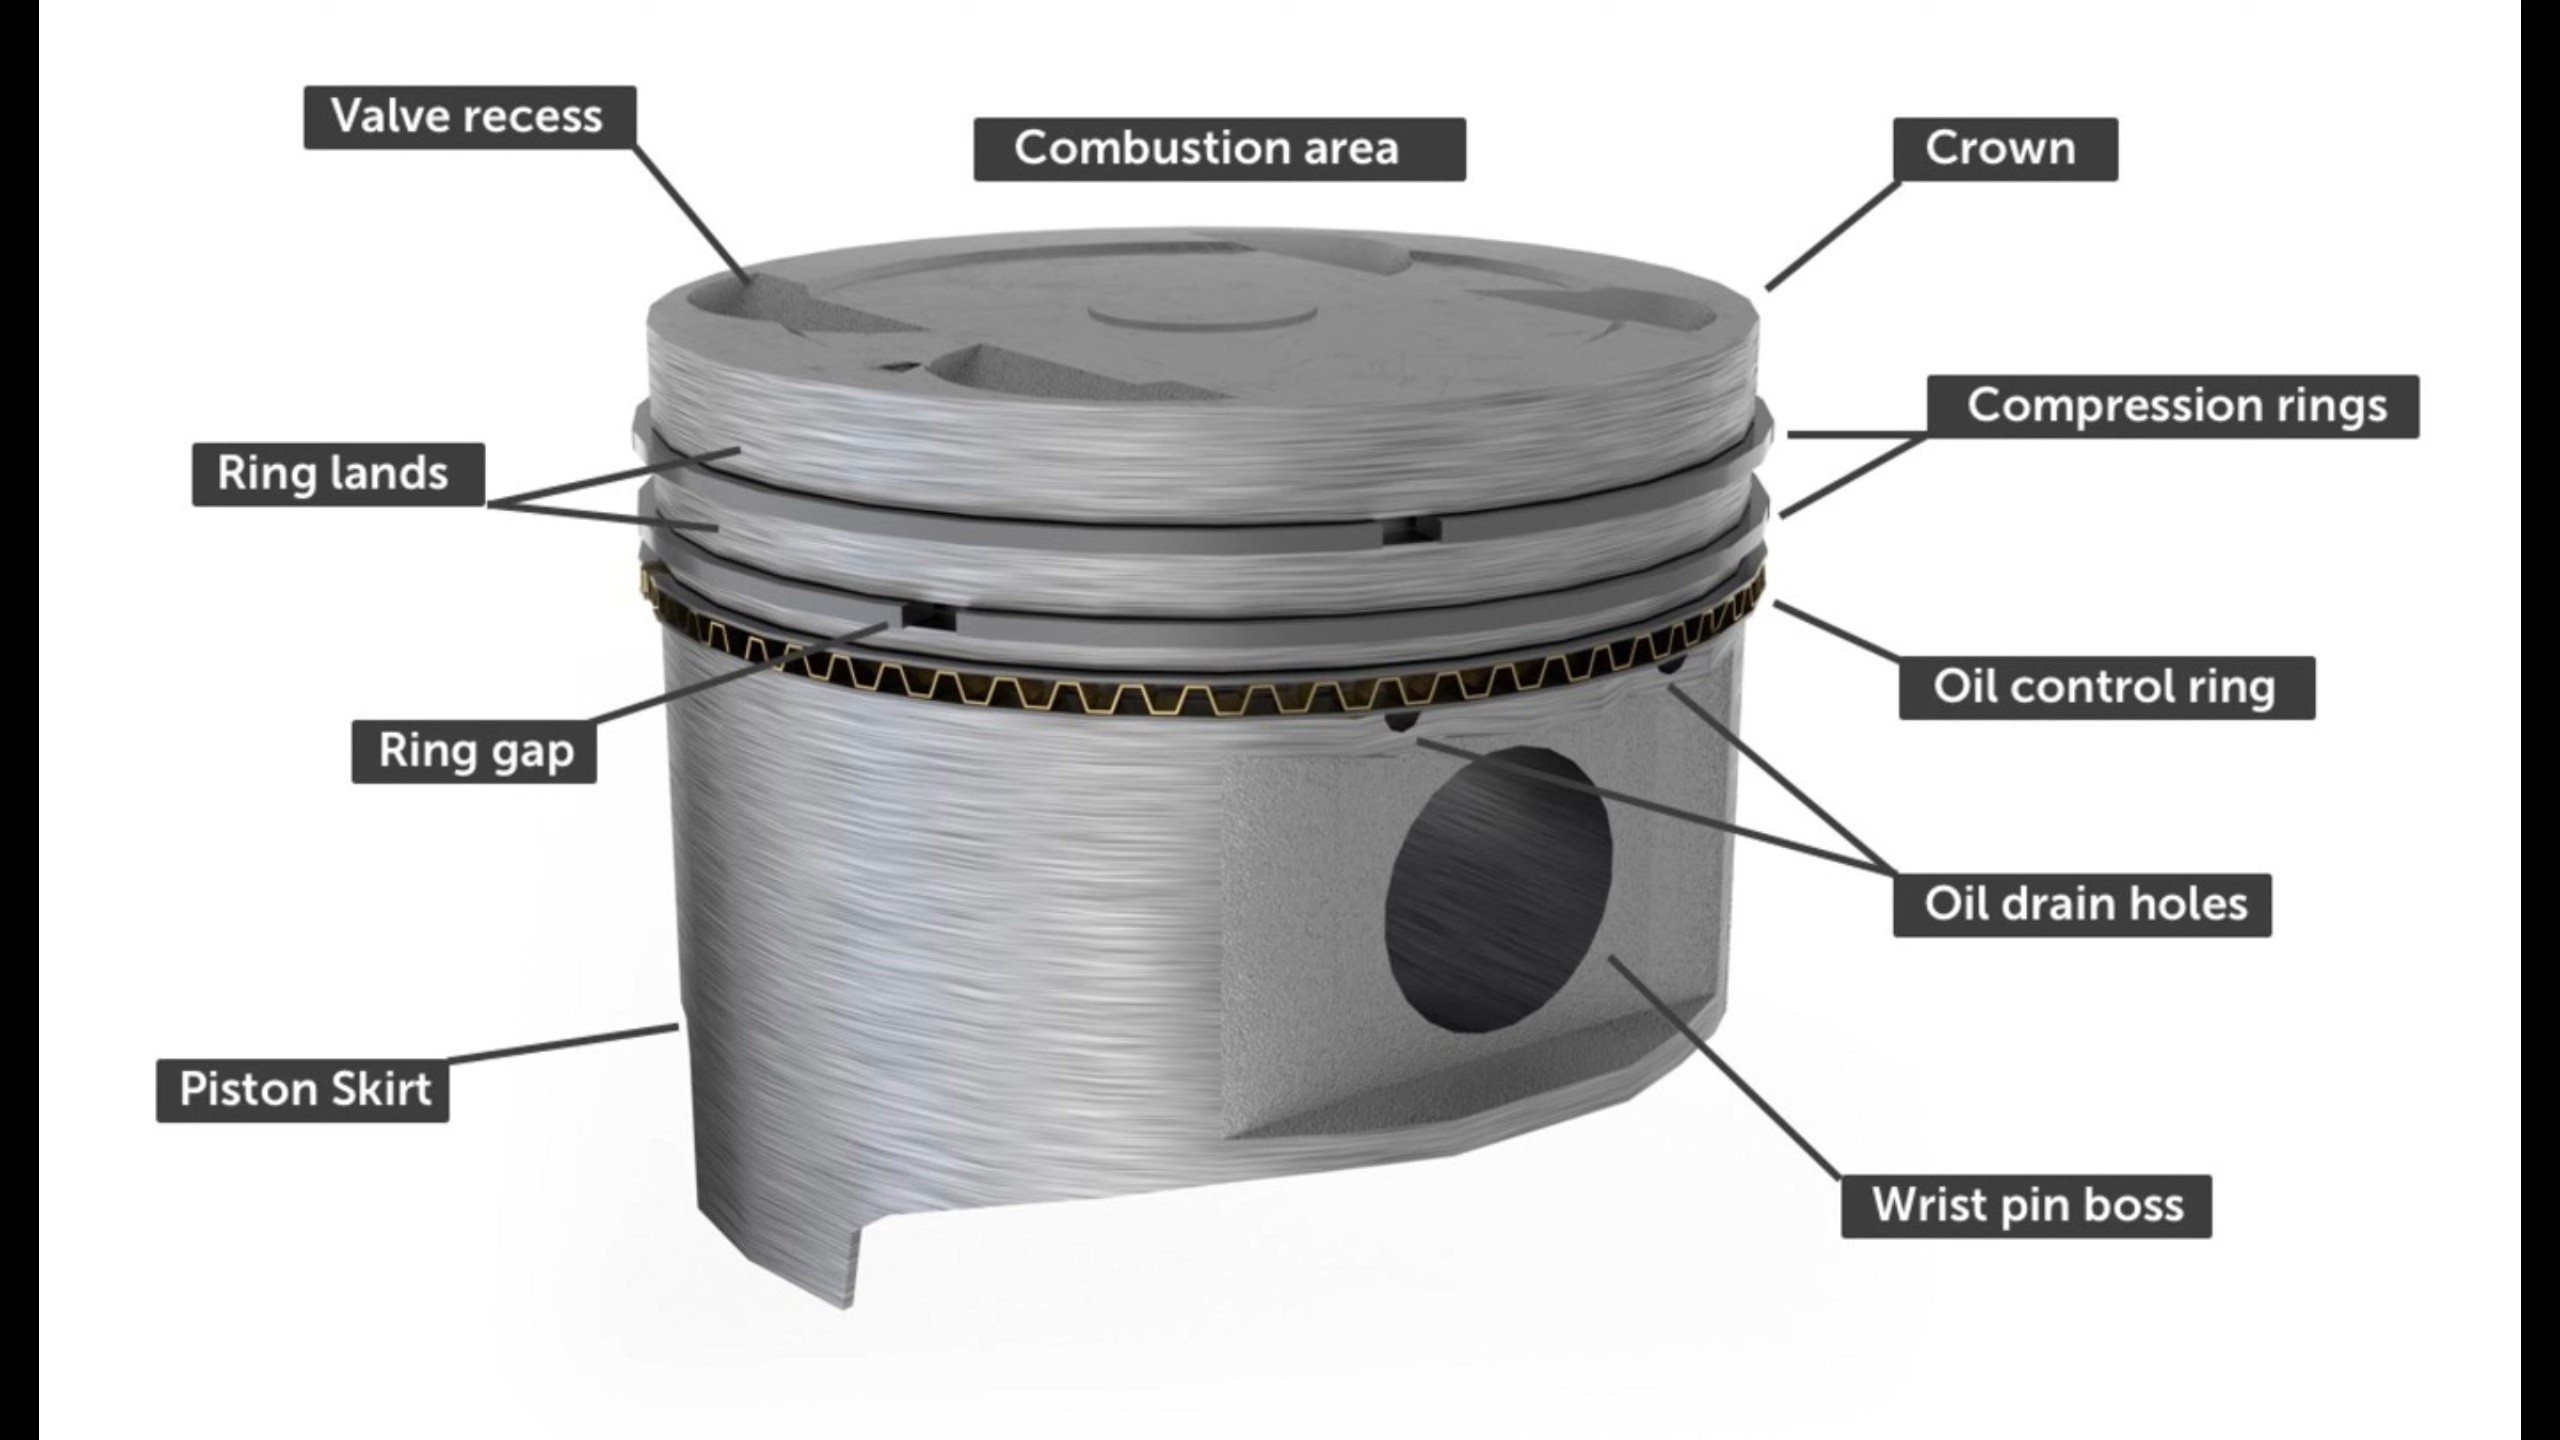 Valve recess
Combustion area
Crown
Compression rings
Ring lands
Oil control ring
Ring gap
Oil drain holes
Piston Skirt
Wrist pin boss